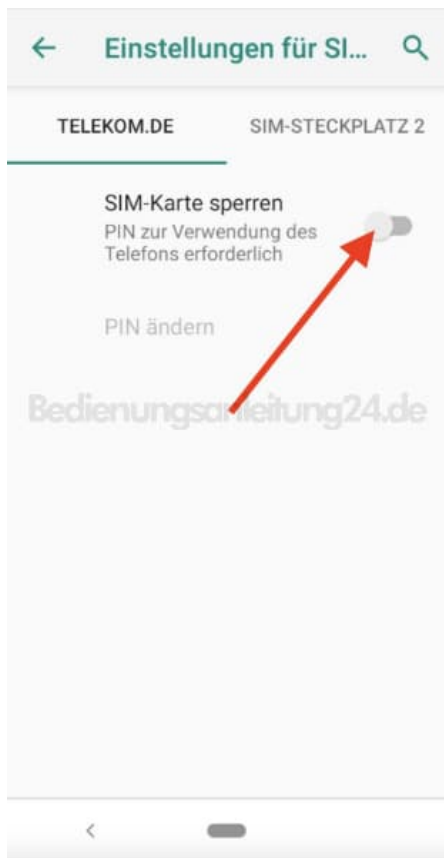 Einstellungen für SI...
TELEKOM.DE
SIM-STECKPLATZ 2
SIM-Karte sperren
PIN zur Verwendung des
Telefons erforderlich
PIN ändern
Bedienungsanleitung24.de